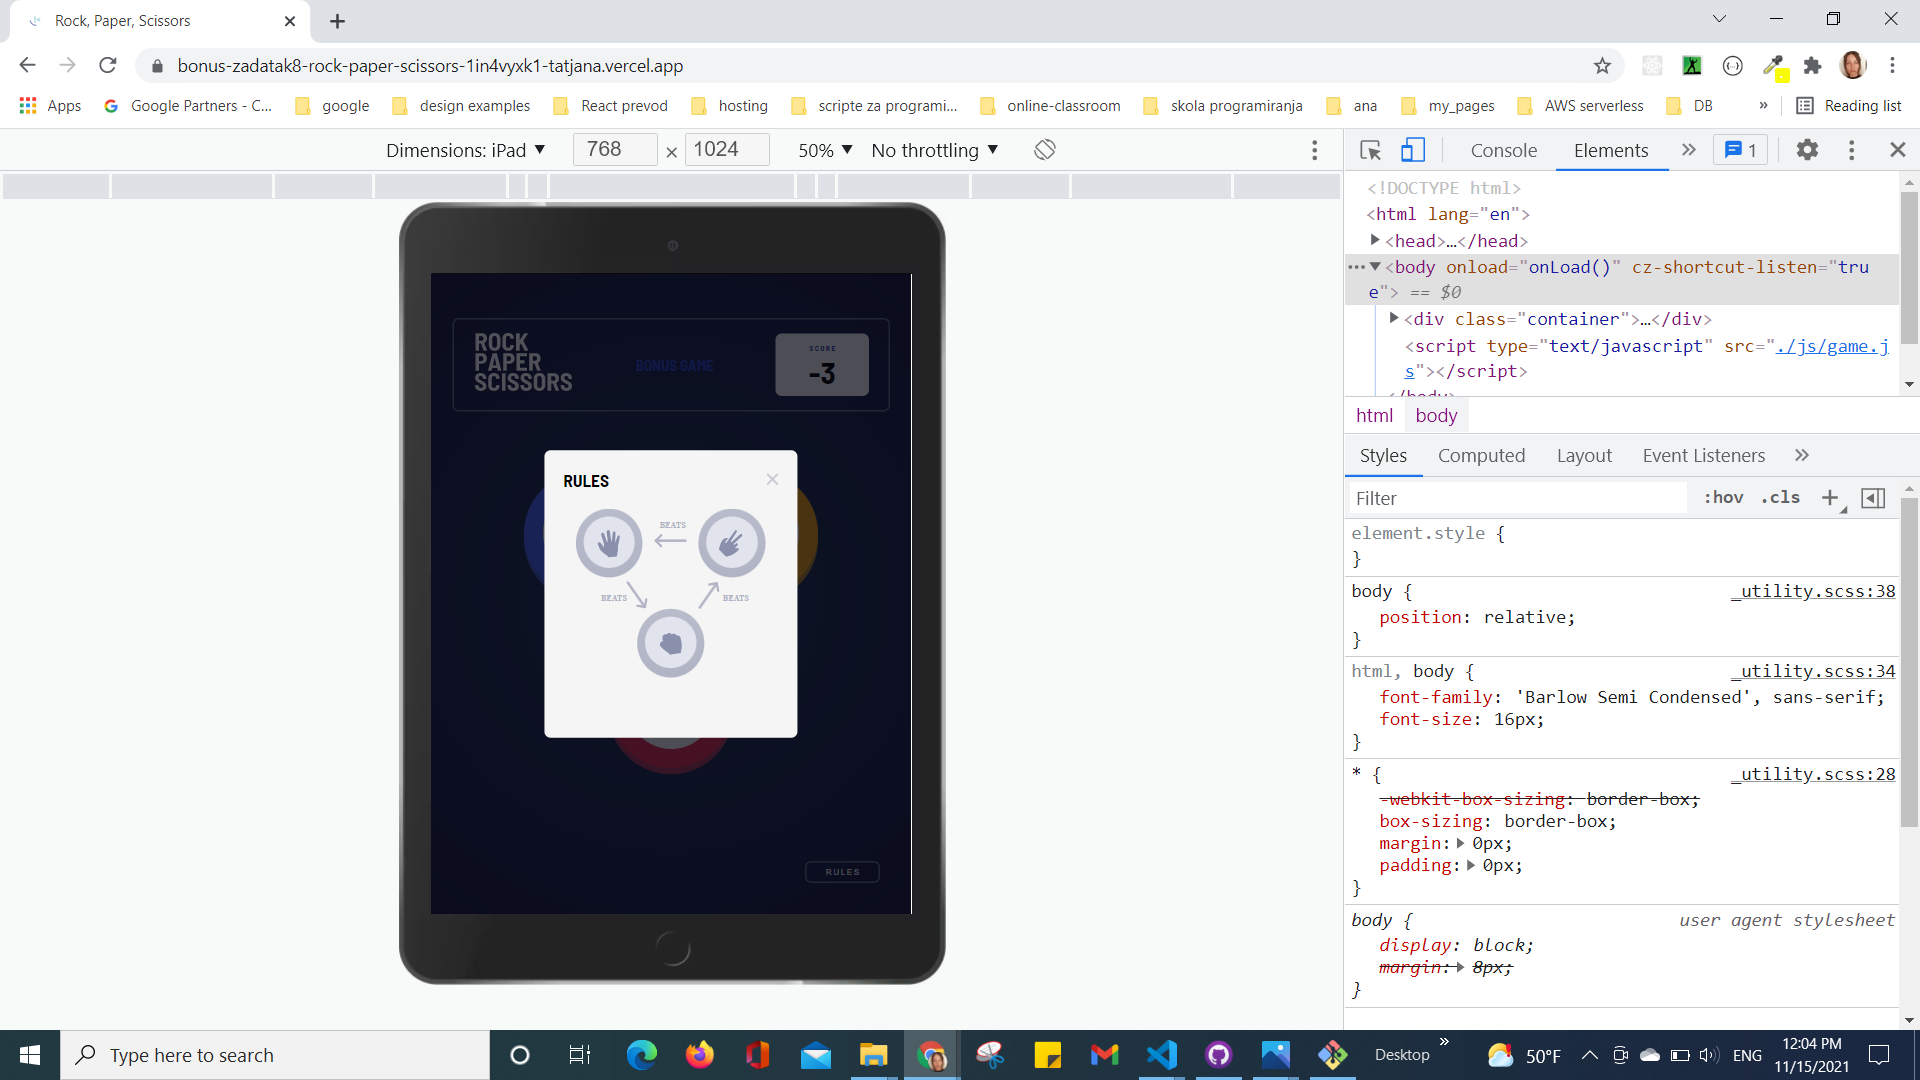 Rock, Paper, Scissors
bonus-zadatak8-rock-paper-scissors-1in4vyxk1-tatjana.vercel.app
Apps Google Partners - C... google design examples React prevod hosting scripte za programi... online-classroom skola programiranja ana my_pages AWS serverless DB » Reading list
Dimensions: iPad 768 × 1024 50% No throttling
Console Elements » 1
<!DOCTYPE html>
<html lang="en">
<head>…</head>
<body onload="onLoad()" cz-shortcut-listen="tru
e"> == $0
<div class="container">…</div>
<script type="text/javascript" src="./js/game.j
s"></script>
</body>
html body
Styles Computed Layout Event Listeners »
Filter :hov .cls
element.style {
}
body { _utility.scss:38
position: relative;
}
html, body { _utility.scss:34
font-family: 'Barlow Semi Condensed', sans-serif;
font-size: 16px;
}
* { _utility.scss:28
-webkit-box-sizing: border-box;
box-sizing: border-box;
margin: 0px;
padding: 0px;
}
body { user agent stylesheet
display: block;
margin: 8px;
}
ROCK
PAPER
SCISSORS
BONUS GAME
SCORE
-3
RULES
BEATS
BEATS
BEATS
RULES
Type here to search
Desktop »
50°F
ENG
12:04 PM
11/15/2021